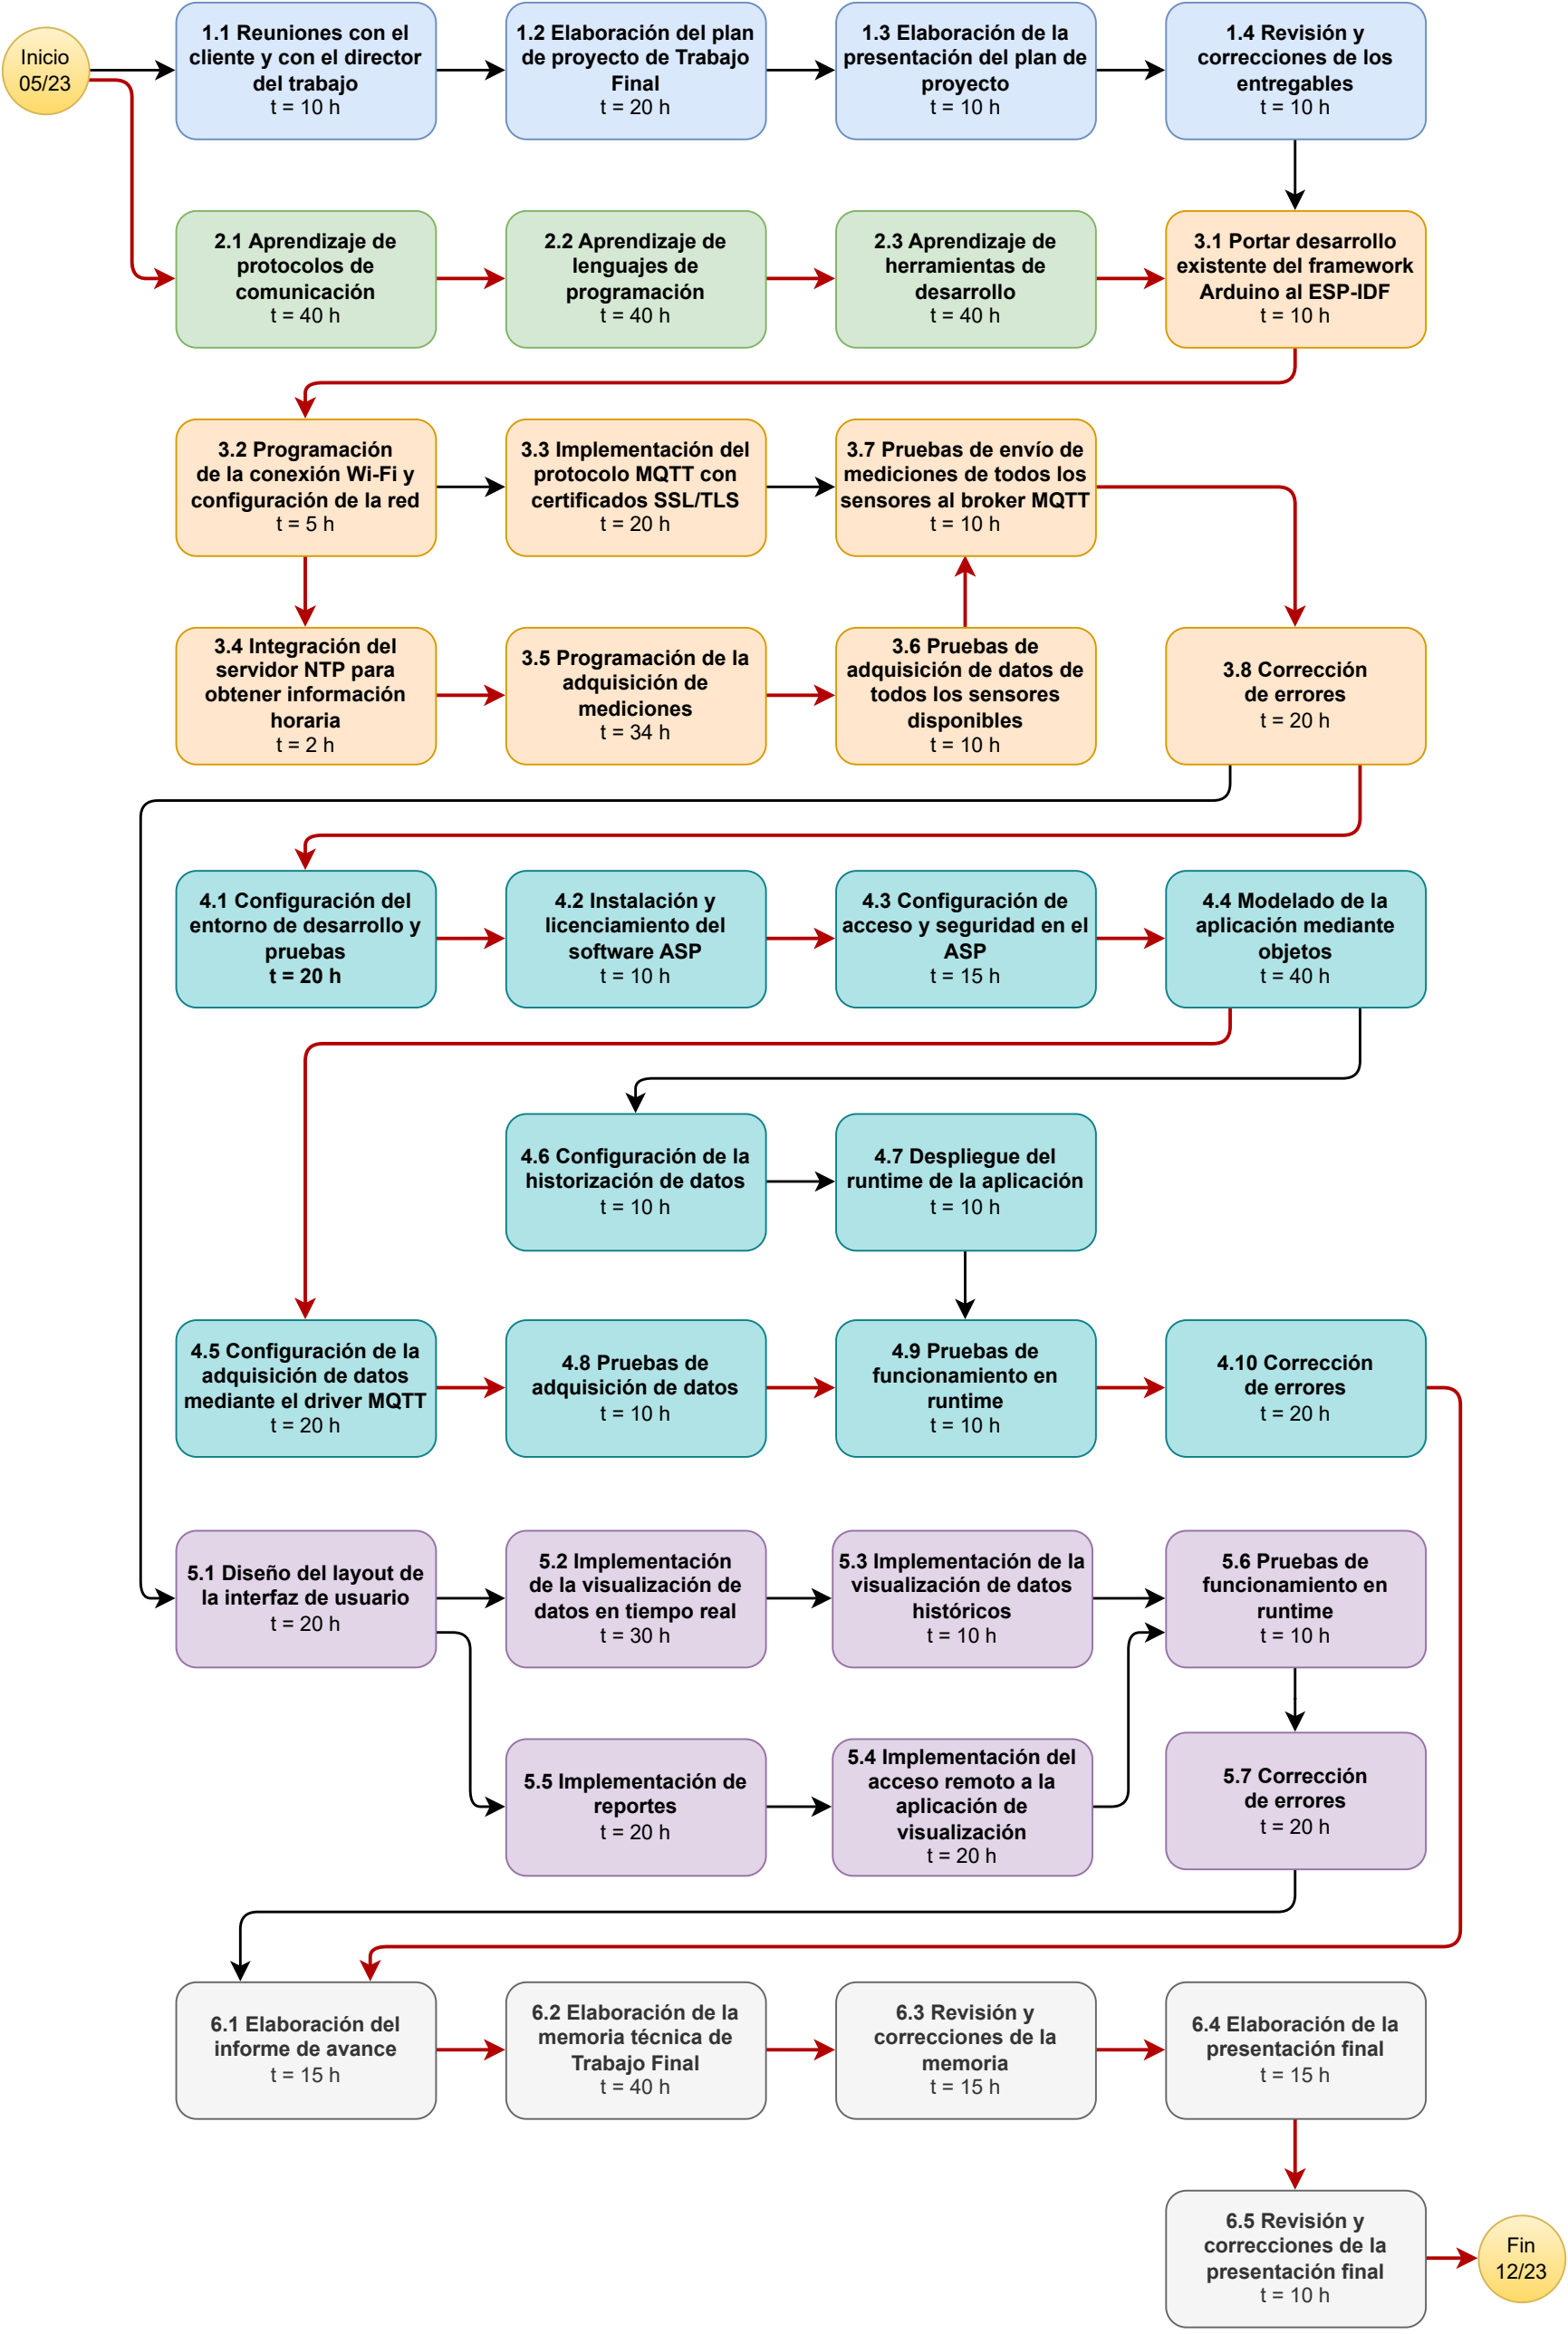 Inicio
05/23
1.1 Reuniones con el
cliente y con el director
del trabajo
t = 10 h
1.2 Elaboración del plan
de proyecto de Trabajo
Final
t = 20 h
1.3 Elaboración de la
presentación del plan de
proyecto
t = 10 h
1.4 Revisión y
correcciones de los
entregables
t = 10 h
2.1 Aprendizaje de
protocolos de
comunicación
t = 40 h
2.2 Aprendizaje de
lenguajes de
programación
t = 40 h
2.3 Aprendizaje de
herramientas de
desarrollo
t = 40 h
3.1 Portar desarrollo
existente del framework
Arduino al ESP-IDF
t = 10 h
3.2 Programación
de la conexión Wi-Fi y
configuración de la red
t = 5 h
3.3 Implementación del
protocolo MQTT con
certificados SSL/TLS
t = 20 h
3.7 Pruebas de envío de
mediciones de todos los
sensores al broker MQTT
t = 10 h
3.4 Integración del
servidor NTP para
obtener información
horaria
t = 2 h
3.5 Programación de la
adquisición de
mediciones
t = 34 h
3.6 Pruebas de
adquisición de datos de
todos los sensores
disponibles
t = 10 h
3.8 Corrección
de errores
t = 20 h
4.1 Configuración del
entorno de desarrollo y
pruebas
t = 20 h
4.2 Instalación y
licenciamiento del
software ASP
t = 10 h
4.3 Configuración de
acceso y seguridad en el
ASP
t = 15 h
4.4 Modelado de la
aplicación mediante
objetos
t = 40 h
4.6 Configuración de la
historización de datos
t = 10 h
4.7 Despliegue del
runtime de la aplicación
t = 10 h
4.5 Configuración de la
adquisición de datos
mediante el driver MQTT
t = 20 h
4.8 Pruebas de
adquisición de datos
t = 10 h
4.9 Pruebas de
funcionamiento en
runtime
t = 10 h
4.10 Corrección
de errores
t = 20 h
5.1 Diseño del layout de
la interfaz de usuario
t = 20 h
5.2 Implementación
de la visualización de
datos en tiempo real
t = 30 h
5.3 Implementación de la
visualización de datos
históricos
t = 10 h
5.6 Pruebas de
funcionamiento en
runtime
t = 10 h
5.5 Implementación de
reportes
t = 20 h
5.4 Implementación del
acceso remoto a la
aplicación de
visualización
t = 20 h
5.7 Corrección
de errores
t = 20 h
6.1 Elaboración del
informe de avance
t = 15 h
6.2 Elaboración de la
memoria técnica de
Trabajo Final
t = 40 h
6.3 Revisión y
correcciones de la
memoria
t = 15 h
6.4 Elaboración de la
presentación final
t = 15 h
6.5 Revisión y
correcciones de la
presentación final
t = 10 h
Fin
12/23